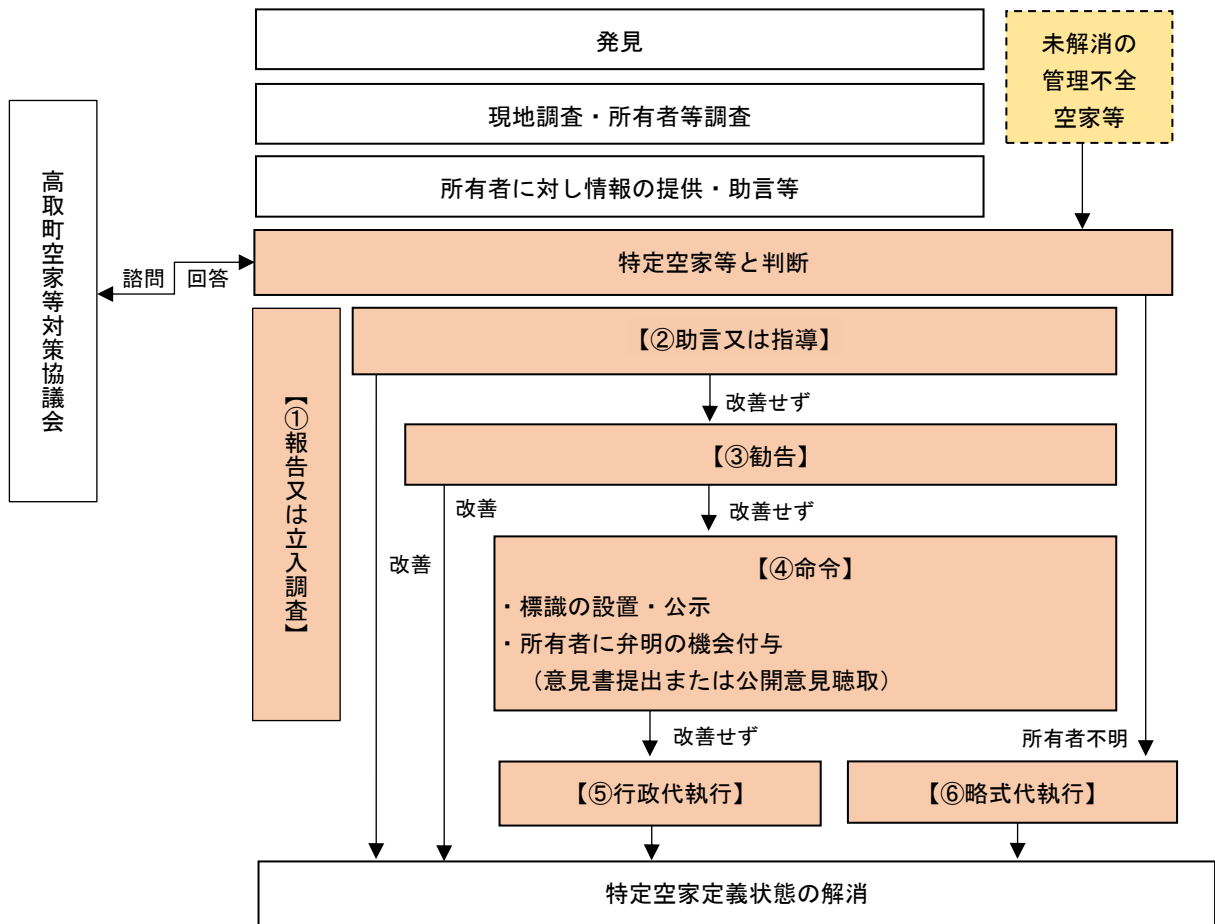 発見
未解消の
管理不全
空家等
現地調査・所有者等調査
所有者に対し情報の提供・助言等
高取町空家等対策協議会
諮問
回答
特定空家等と判断
【①報告又は立入調査】
【②助言又は指導】
改善せず
【③勧告】
改善
改善せず
改善
【④命令】
・標識の設置・公示
・所有者に弁明の機会付与
（意見書提出または公開意見聴取）
改善せず
所有者不明
【⑤行政代執行】
【⑥略式代執行】
特定空家定義状態の解消